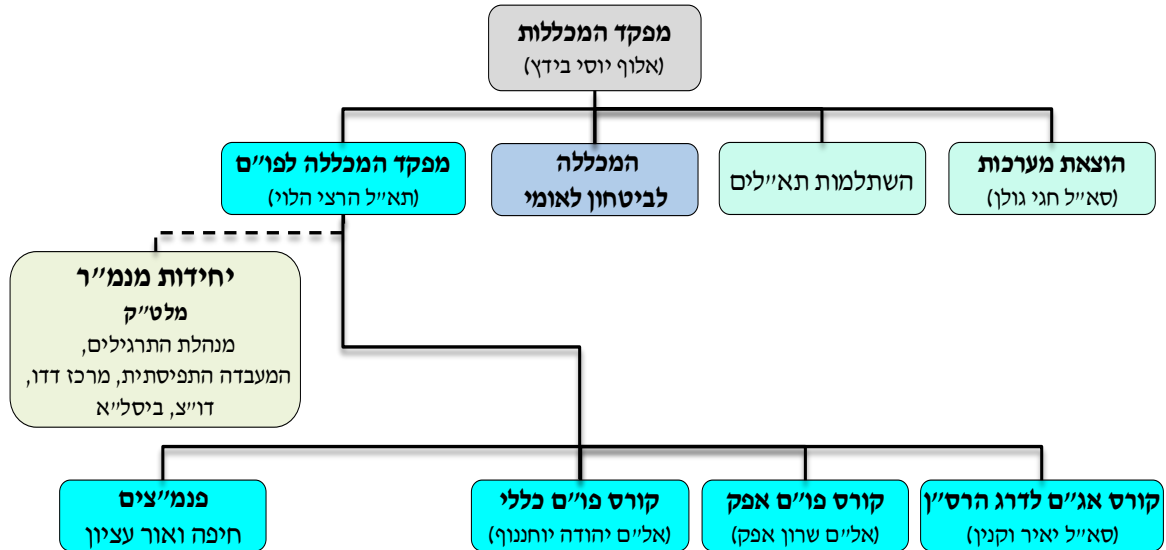 מפקד המכללות
(אלוף יוסי בידץ)
הוצאת מערכות
(סא״ל חגי גולן)
השתלמות תא״לים
המכללה
לביטחון לאומי
מפקד המכללה לפו״ם
(תא״ל הרצי הלוי)
יחידות מנמ״ר
מלט״ק
מנהלת התרגילים,
המעבדה התפיסתית, מרכז דדו,
דו״צ, ביסל״א
קורס אג״ם לדרג הרס״ן
(סא״ל יאיר וקנין)
קורס פו״ם אפק
(אל״ם שרון אפק)
קורס פו״ם כללי
(אל״ם יהודה יוחננוף)
פנמ״צים
חיפה ואור עציון